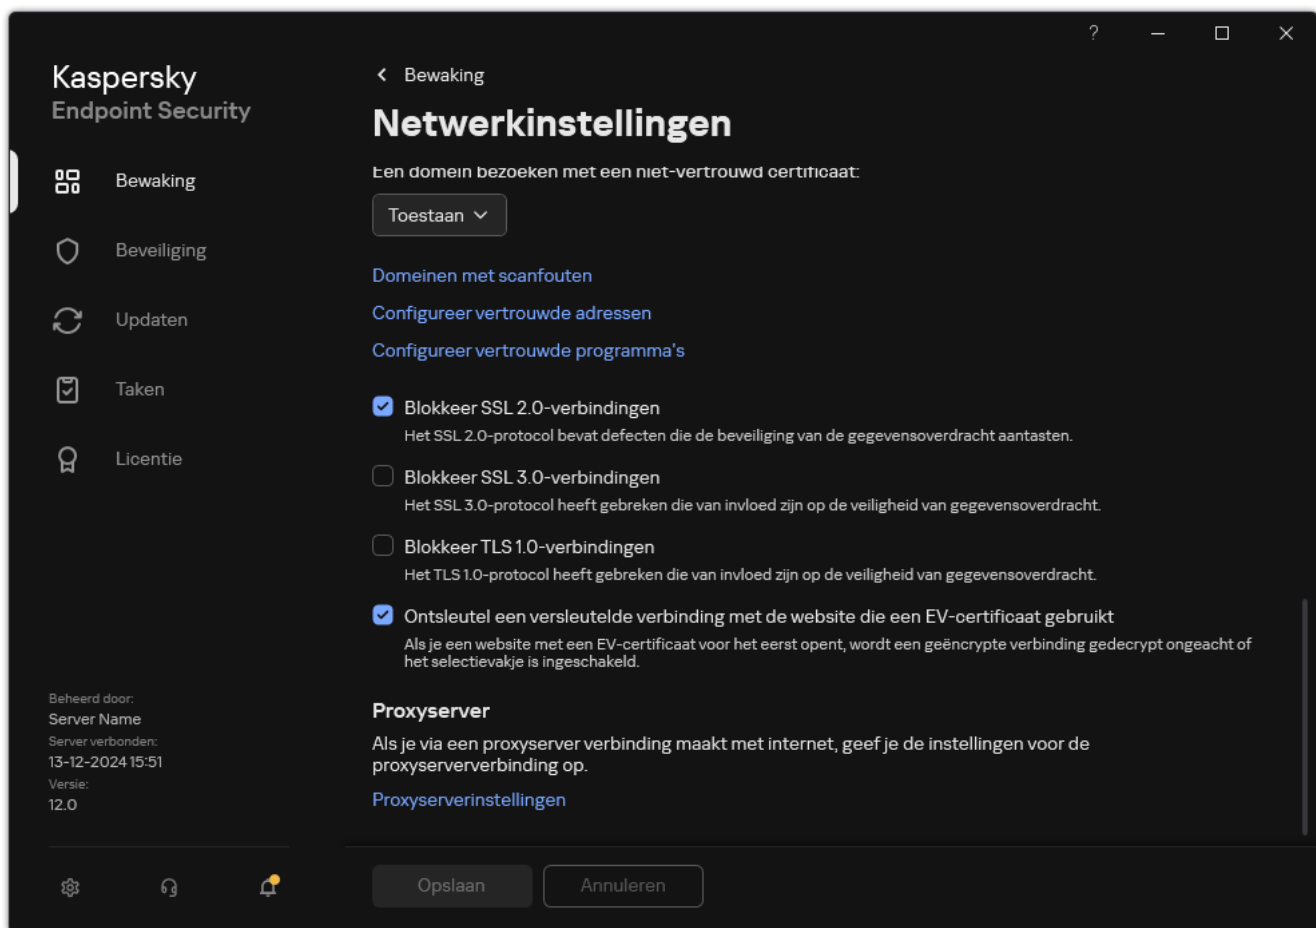 ?
Kaspersky
Endpoint Security
Bewaking
Beveiliging
Updaten
Taken
Licentie
Beheerd door:
Server Name
Server verbonden:
13-12-2024 15:51
Versie:
12.0
Bewaking
Netwerkinstellingen
Een domein bezoeken met een niet-vertrouwd certificaat:
Toestaan
Domeinen met scanfouten
Configureer vertrouwde adressen
Configureer vertrouwde programma's
Blokkeer SSL 2.0-verbindingen
Het SSL 2.0-protocol bevat defecten die de beveiliging van de gegevensoverdracht aantasten.
Blokkeer SSL 3.0-verbindingen
Het SSL 3.0-protocol heeft gebreken die van invloed zijn op de veiligheid van gegevensoverdracht.
Blokkeer TLS 1.0-verbindingen
Het TLS 1.0-protocol heeft gebreken die van invloed zijn op de veiligheid van gegevensoverdracht.
Ontsleutel een versleutelde verbinding met de website die een EV-certificaat gebruikt
Als je een website met een EV-certificaat voor het eerst opent, wordt een geëncrypte verbinding gedecrypt ongeacht of
het selectievakje is ingeschakeld.
Proxyserver
Als je via een proxyserver verbinding maakt met internet, geef je de instellingen voor de
proxyserververbinding op.
Proxyserverinstellingen
Opslaan
Annuleren